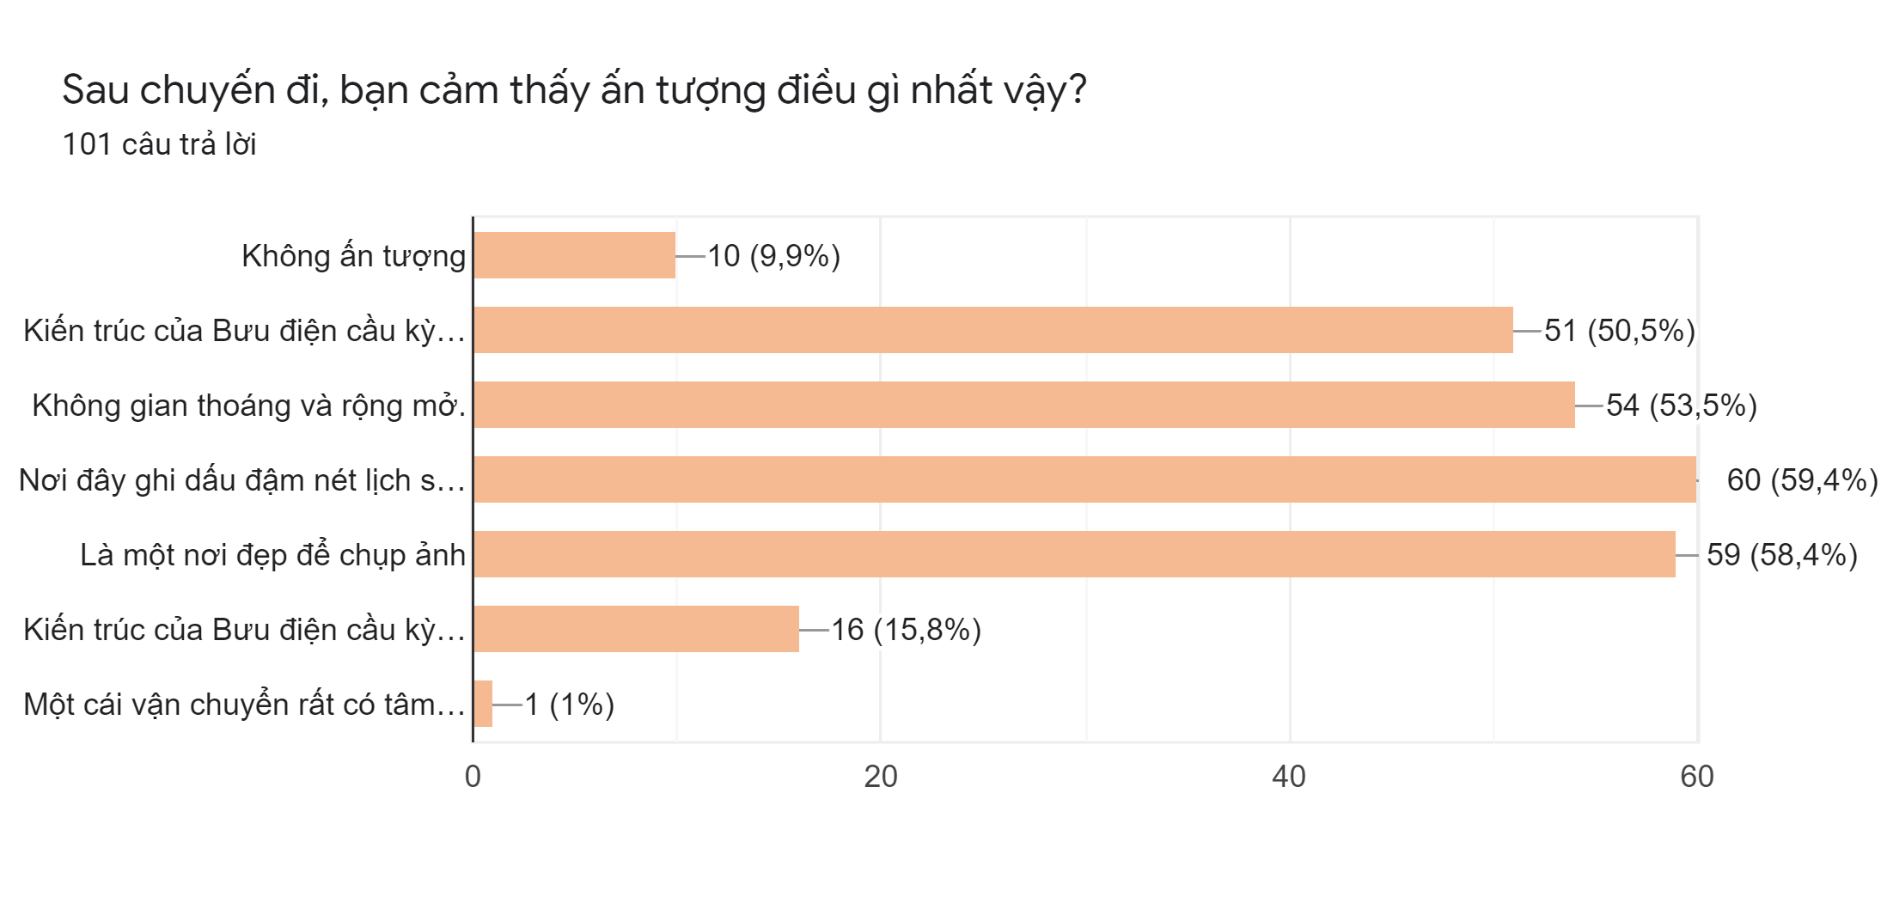 Sau chuyến đi, bạn cảm thấy ấn tượng điều gì nhất vậy?
101 câu trả lời
Không ấn tượng 10 (9,9%)
Kiến trúc của Bưu điện cầu kỳ… 51 (50,5%)
Không gian thoáng và rộng mở. 54 (53,5%)
Nơi đây ghi dấu đậm nét lịch s… 60 (59,4%)
Là một nơi đẹp để chụp ảnh 59 (58,4%)
Kiến trúc của Bưu điện cầu kỳ… 16 (15,8%)
Một cái vận chuyển rất có tâm… 1 (1%)
0 20 40 60